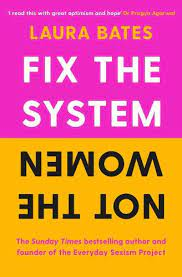 'I read this with great optimism and hope' Dr Pragya Agarwal
LAURA BATES
FIX THE
SYSTEM
NOT THE
WOMEN
The Sunday Times bestselling author and
founder of the Everyday Sexism Project